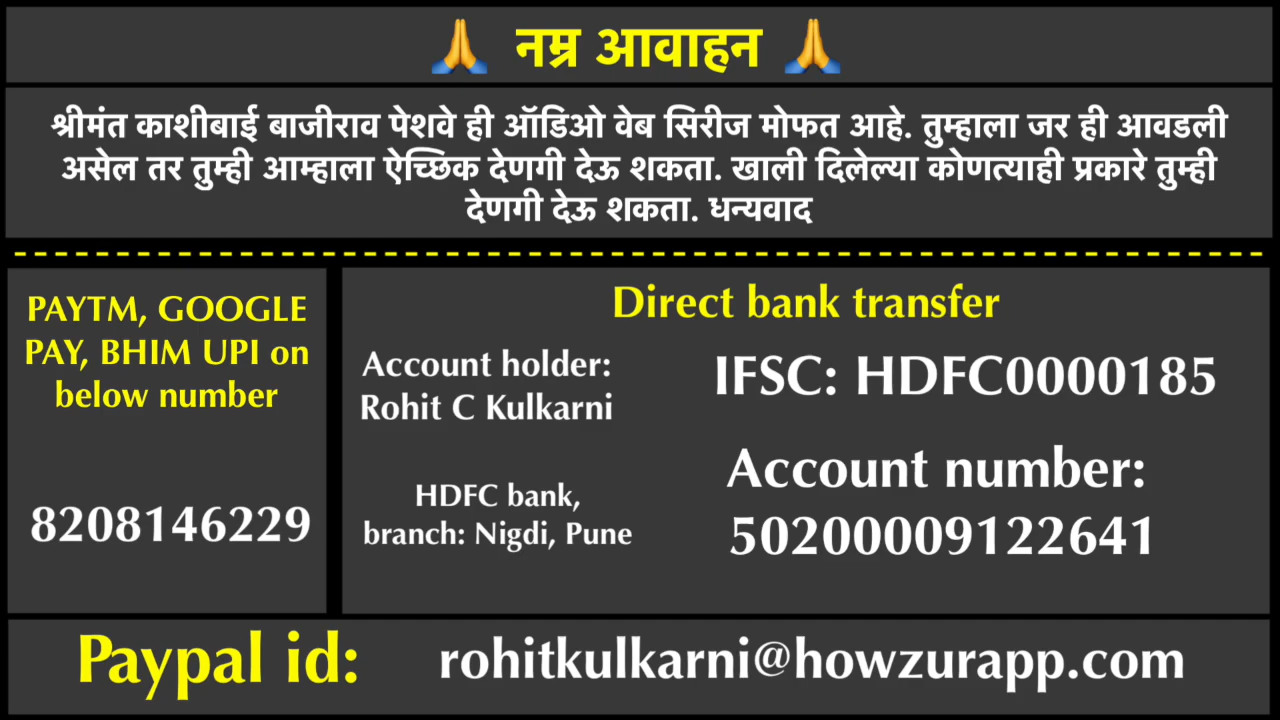 🙏 नम्र आवाहन 🙏
श्रीमंत काशीबाई बाजीराव पेशवे ही ऑडिओ वेब सिरीज मोफत आहे. तुम्हाला जर ही आवडली
असेल तर तुम्ही आम्हाला ऐच्छिक देणगी देऊ शकता. खाली दिलेल्या कोणत्याही प्रकारे तुम्ही
देणगी देऊ शकता. धन्यवाद
PAYTM, GOOGLE
PAY, BHIM UPI on
below number
8208146229
Direct bank transfer
Account holder:
Rohit C Kulkarni
HDFC bank,
branch: Nigdi, Pune
IFSC: HDFC0000185
Account number:
50200009122641
Paypal id: rohitkulkarni@howzurapp.com